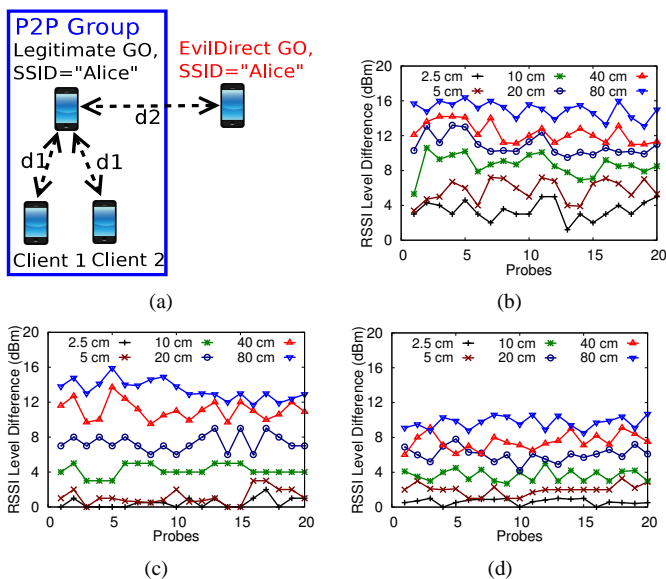 P2P Group
Legitimate GO,
SSID="Alice"
EvilDirect GO,
SSID="Alice"
d2
d1
d1
Client 1
Client 2
(a)
RSSI Level Difference (dBm)
20
16
12
8
4
0
2.5 cm
5 cm
10 cm
20 cm
40 cm
80 cm
0
5
10
15
20
Probes
(b)
RSSI Level Difference (dBm)
20
16
12
8
4
0
2.5 cm
5 cm
10 cm
20 cm
40 cm
80 cm
0
5
10
15
20
Probes
(c)
RSSI Level Difference (dBm)
20
16
12
8
4
0
2.5 cm
5 cm
10 cm
20 cm
40 cm
80 cm
0
5
10
15
20
Probes
(d)